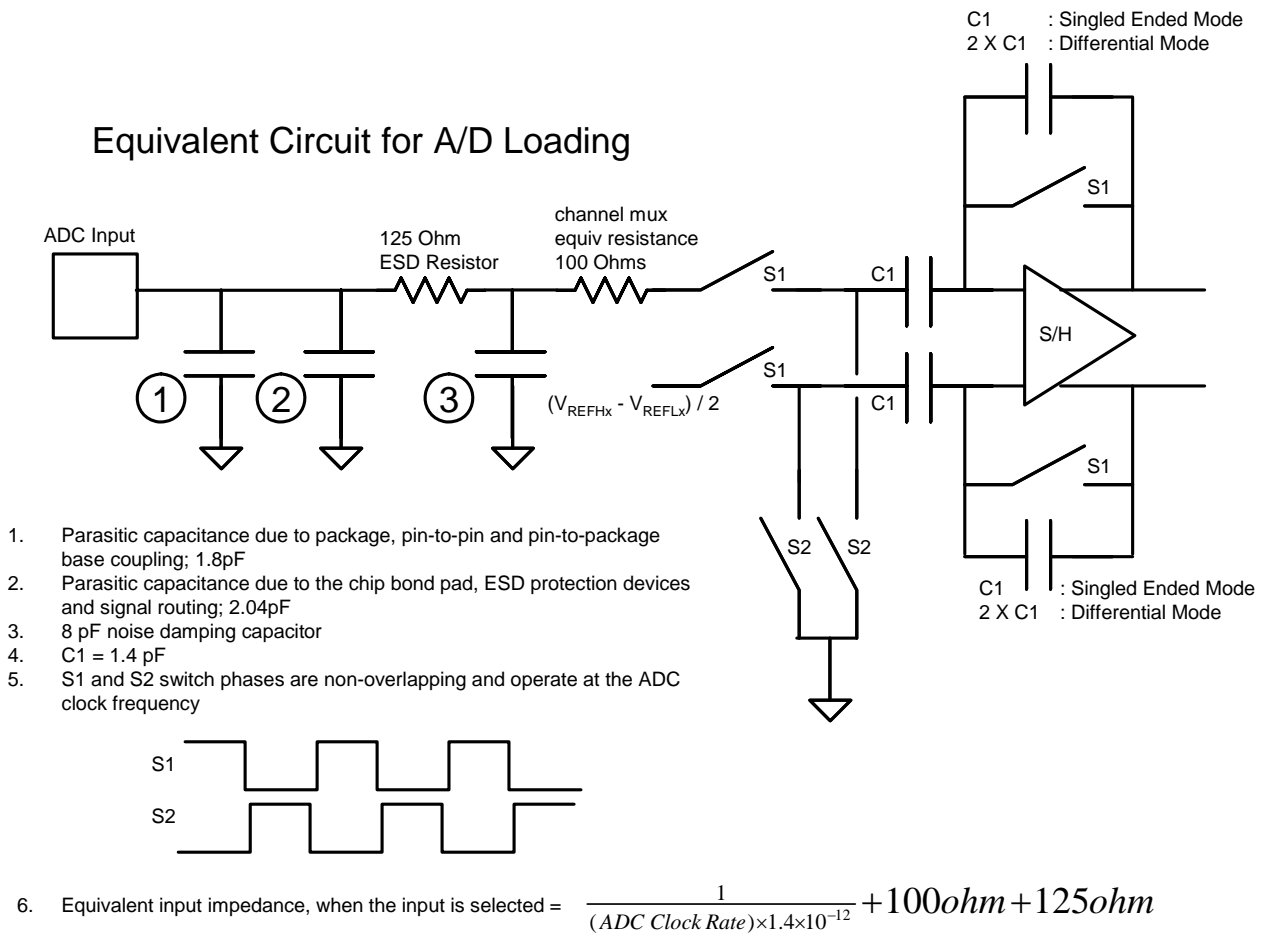 C1 : Singled Ended Mode
2 X C1 : Differential Mode
Equivalent Circuit for A/D Loading
S1
ADC Input
125 Ohm
ESD Resistor
channel mux
equiv resistance
100 Ohms
S1
C1
S/H
1
2
3
S1
(VREFHx - VREFLx) / 2
C1
S1
S2
S2
C1 : Singled Ended Mode
2 X C1 : Differential Mode
1. Parasitic capacitance due to package, pin-to-pin and pin-to-package
base coupling; 1.8pF
2. Parasitic capacitance due to the chip bond pad, ESD protection devices
and signal routing; 2.04pF
3. 8 pF noise damping capacitor
4. C1 = 1.4 pF
5. S1 and S2 switch phases are non-overlapping and operate at the ADC
clock frequency
S1
S2
6. Equivalent input impedance, when the input is selected = 1 / (ADC Clock Rate)×1.4×10⁻¹² +100ohm+125ohm